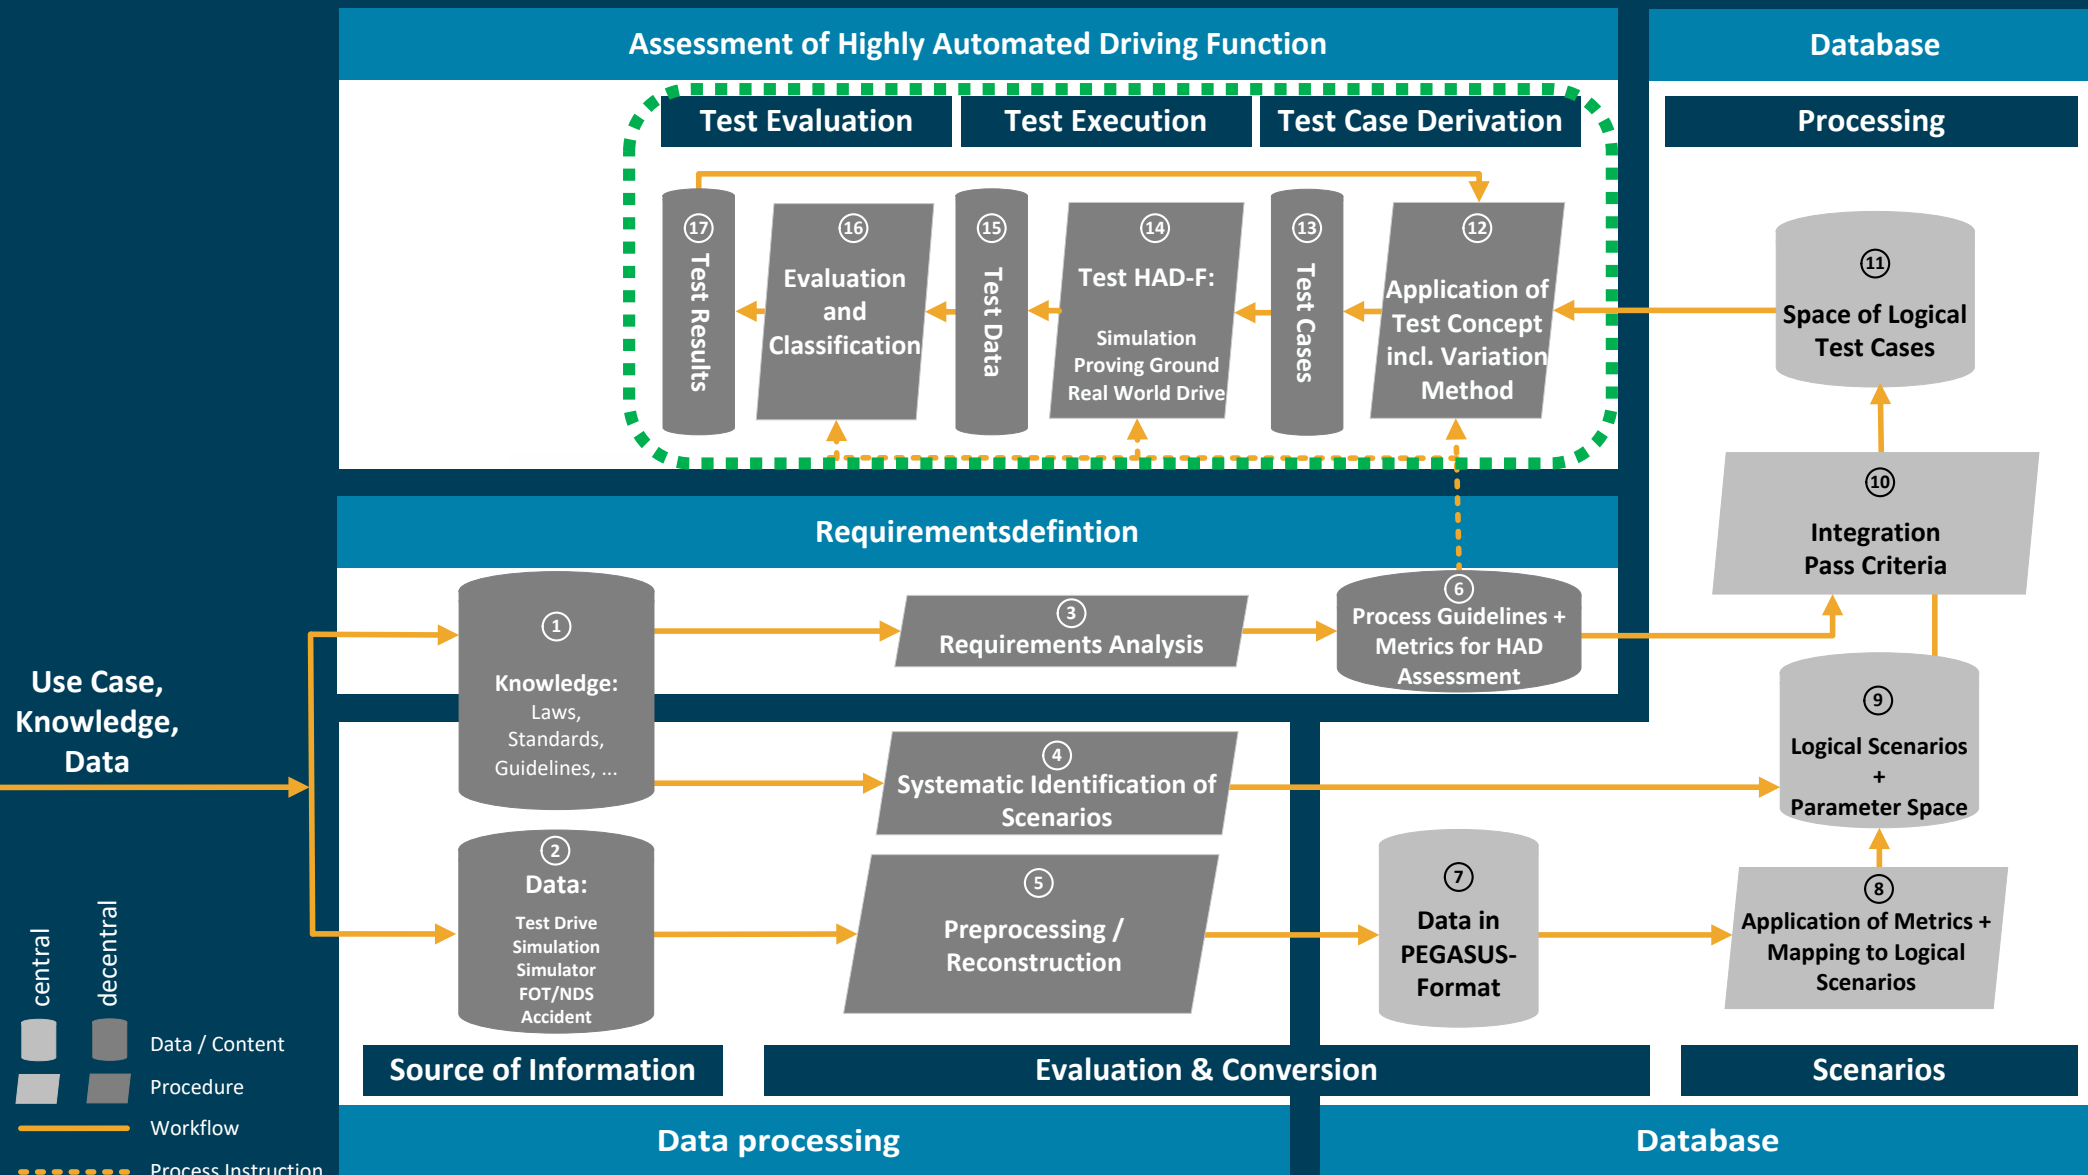 Assessment of Highly Automated Driving Function
Database
Test Evaluation
Test Execution
Test Case Derivation
Processing
17
Test Results
16
Evaluation
and
Classification
15
Test Data
14
Test HAD-F:
Simulation
Proving Ground
Real World Drive
13
Test Cases
12
Application of
Test Concept
incl. Variation
Method
11
Space of Logical
Test Cases
10
Integration
Pass Criteria
Requirementsdefintion
1
Knowledge:
Laws,
Standards,
Guidelines, ...
3
Requirements Analysis
6
Process Guidelines +
Metrics for HAD
Assessment
Use Case,
Knowledge,
Data
4
Systematic Identification of
Scenarios
9
Logical Scenarios
+
Parameter Space
2
Data:
Test Drive
Simulation
Simulator
FOT/NDS
Accident
5
Preprocessing /
Reconstruction
7
Data in
PEGASUS-
Format
8
Application of Metrics +
Mapping to Logical
Scenarios
central
decentral
Data / Content
Procedure
Workflow
Process Instruction
Source of Information
Evaluation & Conversion
Scenarios
Data processing
Database